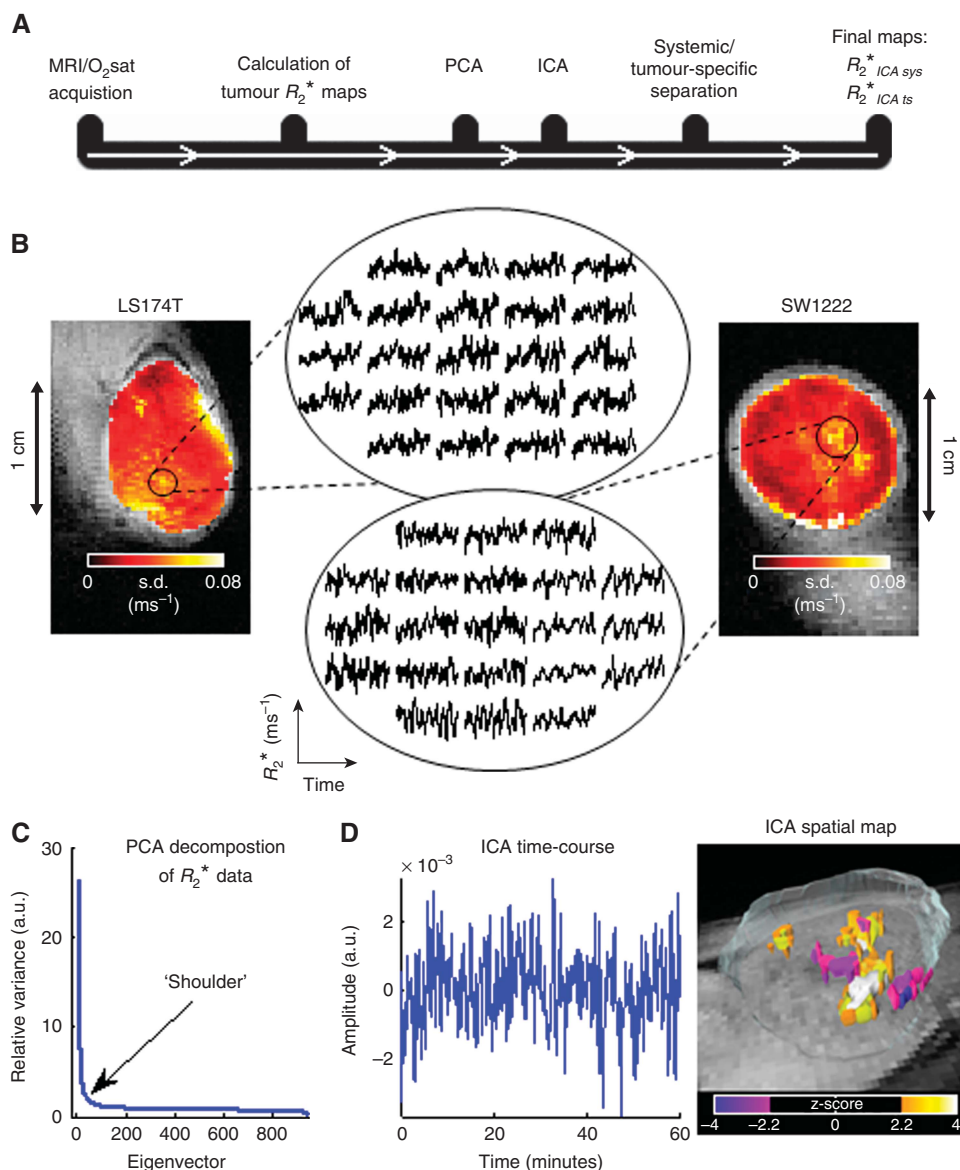 A
MRI/O2sat
acquistion
Calculation of
tumour R2* maps
PCA
ICA
Systemic/
tumour-specific
separation
Final maps:
R2* ICA sys
R2* ICA ts
B
LS174T
1 cm
0 0.08
s.d.
(ms−1)
SW1222
1 cm
0 0.08
s.d.
(ms−1)
R2* (ms−1)
Time
C
PCA decompostion
of R2* data
'Shoulder'
Relative variance (a.u.)
30
20
10
0
0 200 400 600 800
Eigenvector
D
ICA time-course
× 10−3
Amplitude (a.u.)
2
0
−2
0 20 40 60
Time (minutes)
ICA spatial map
z-score
−4 −2.2 0 2.2 4